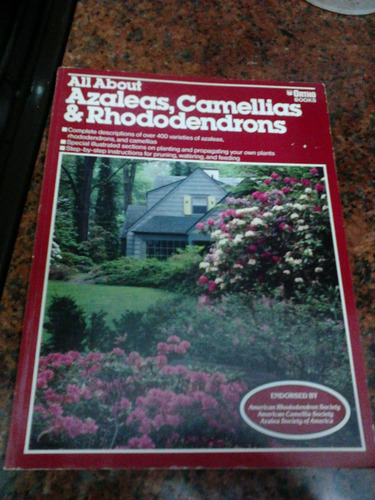 All About
ORTHO
BOOKS
Azaleas, Camellias
& Rhododendrons
Complete descriptions of over 400 varieties of azaleas,
rhododendrons, and camellias
Special illustrated sections on planting and propagating your own plants
Step-by-step instructions for pruning, watering, and feeding
ENDORSED BY
American Rhododendron Society
American Camellia Society
Azalea Society of America